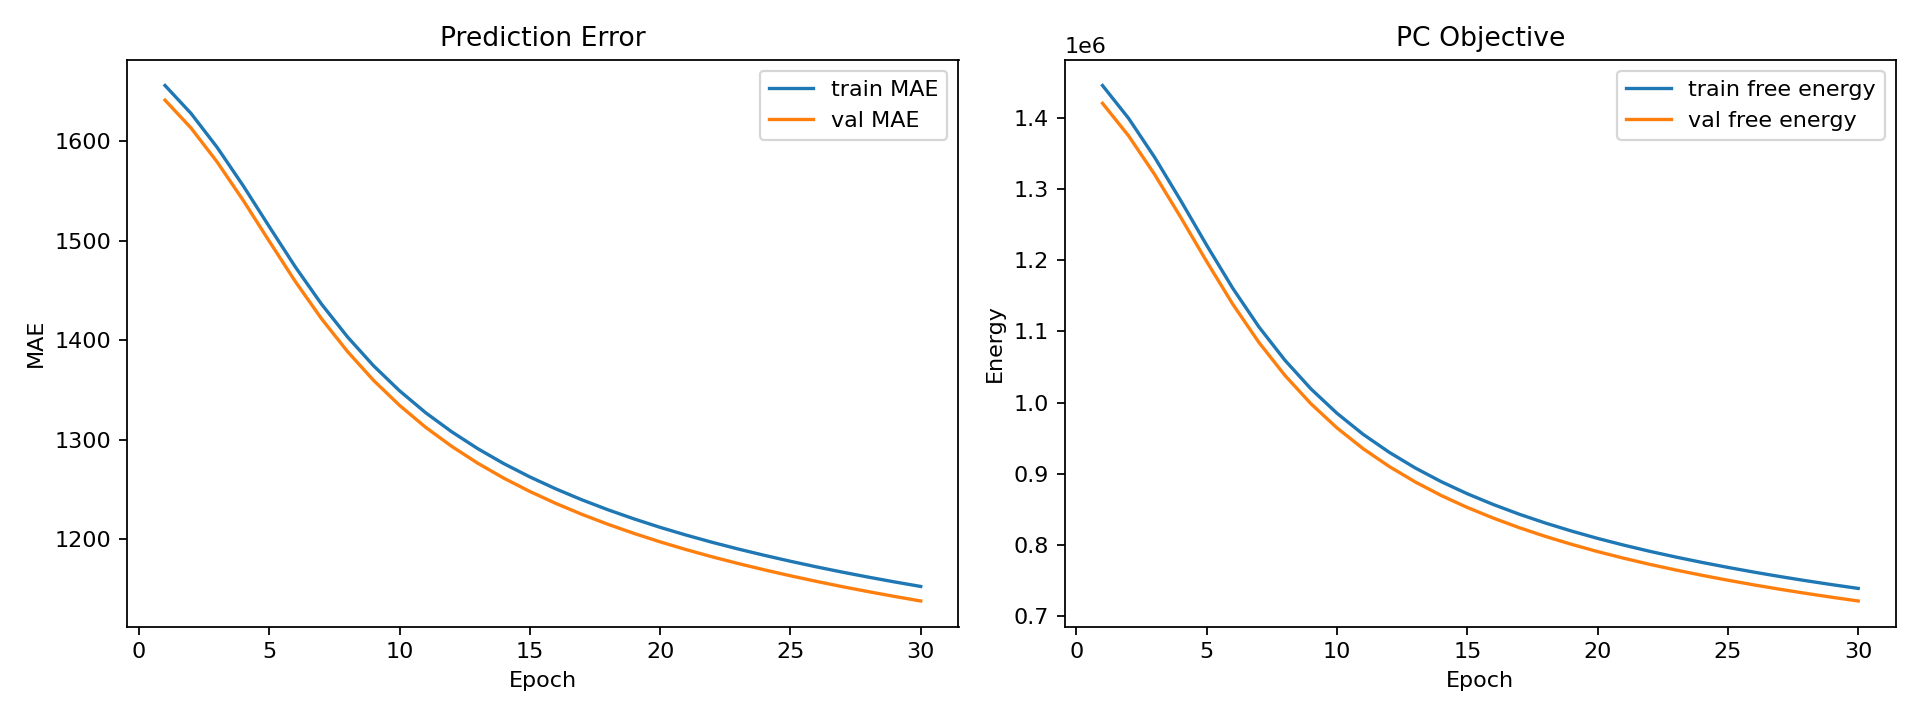 Prediction Error
MAE
1600
1500
1400
1300
1200
0 5 10 15 20 25 30
Epoch
train MAE
val MAE
PC Objective
1e6
Energy
1.4
1.3
1.2
1.1
1.0
0.9
0.8
0.7
0 5 10 15 20 25 30
Epoch
train free energy
val free energy